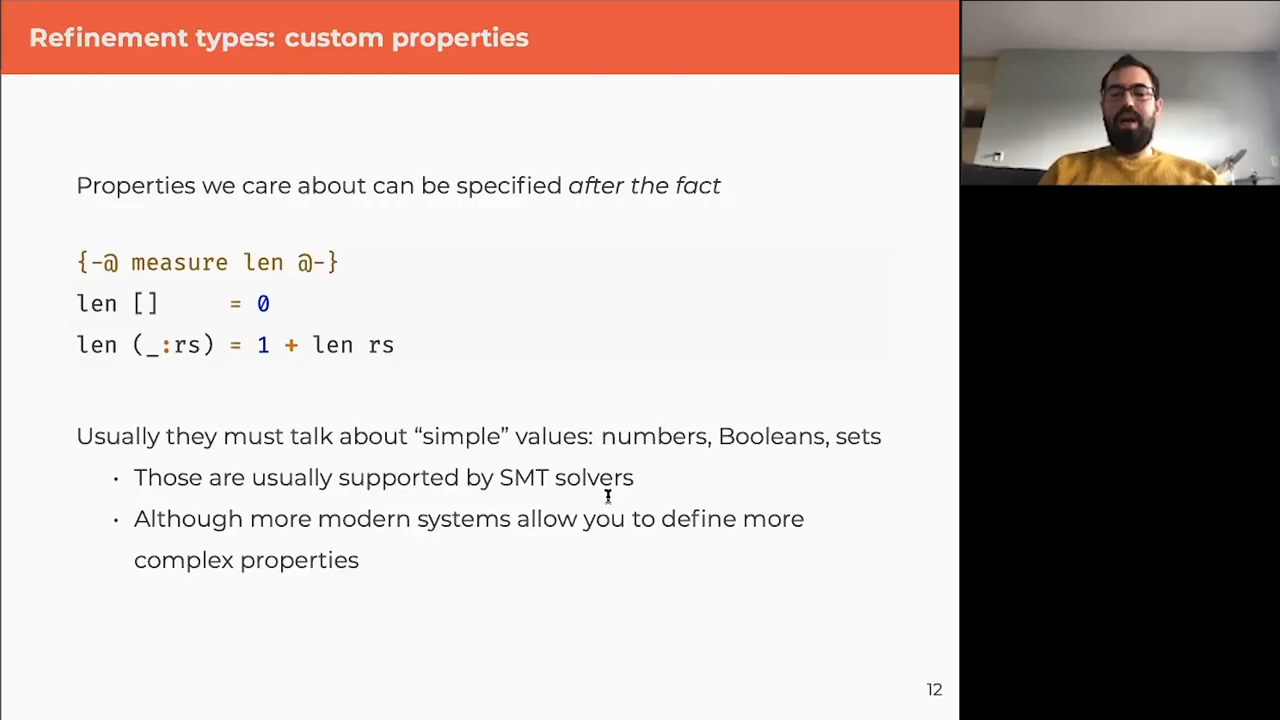 Refinement types: custom properties
Properties we care about can be specified after the fact
{-@ measure len @-}
len [] = 0
len (_:rs) = 1 + len rs
Usually they must talk about “simple” values: numbers, Booleans, sets
• Those are usually supported by SMT solvers
• Although more modern systems allow you to define more
complex properties
12